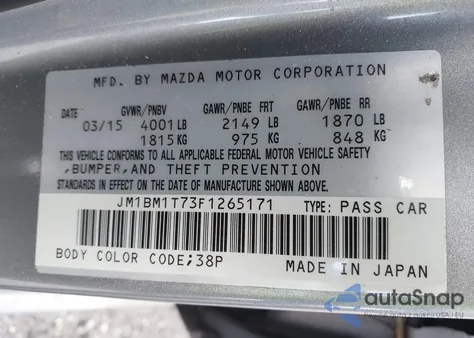 MFD. BY MAZDA MOTOR CORPORATION
DATE GVWR/PNBV GAWR/PNBE FRT GAWR/PNBE RR
03/15 4001 LB 2149 LB 1870 LB
1815 KG 975 KG 848 KG
THIS VEHICLE CONFORMS TO ALL APPLICABLE FEDERAL MOTOR VEHICLE SAFETY
,BUMPER,AND THEFT PREVENTION
STANDARDS IN EFFECT ON THE DATE OF MANUFACTURE SHOWN ABOVE.
JM1BM1T73F1265171 TYPE: PASS CAR
BODY COLOR CODE;38P MADE IN JAPAN
autoSnap